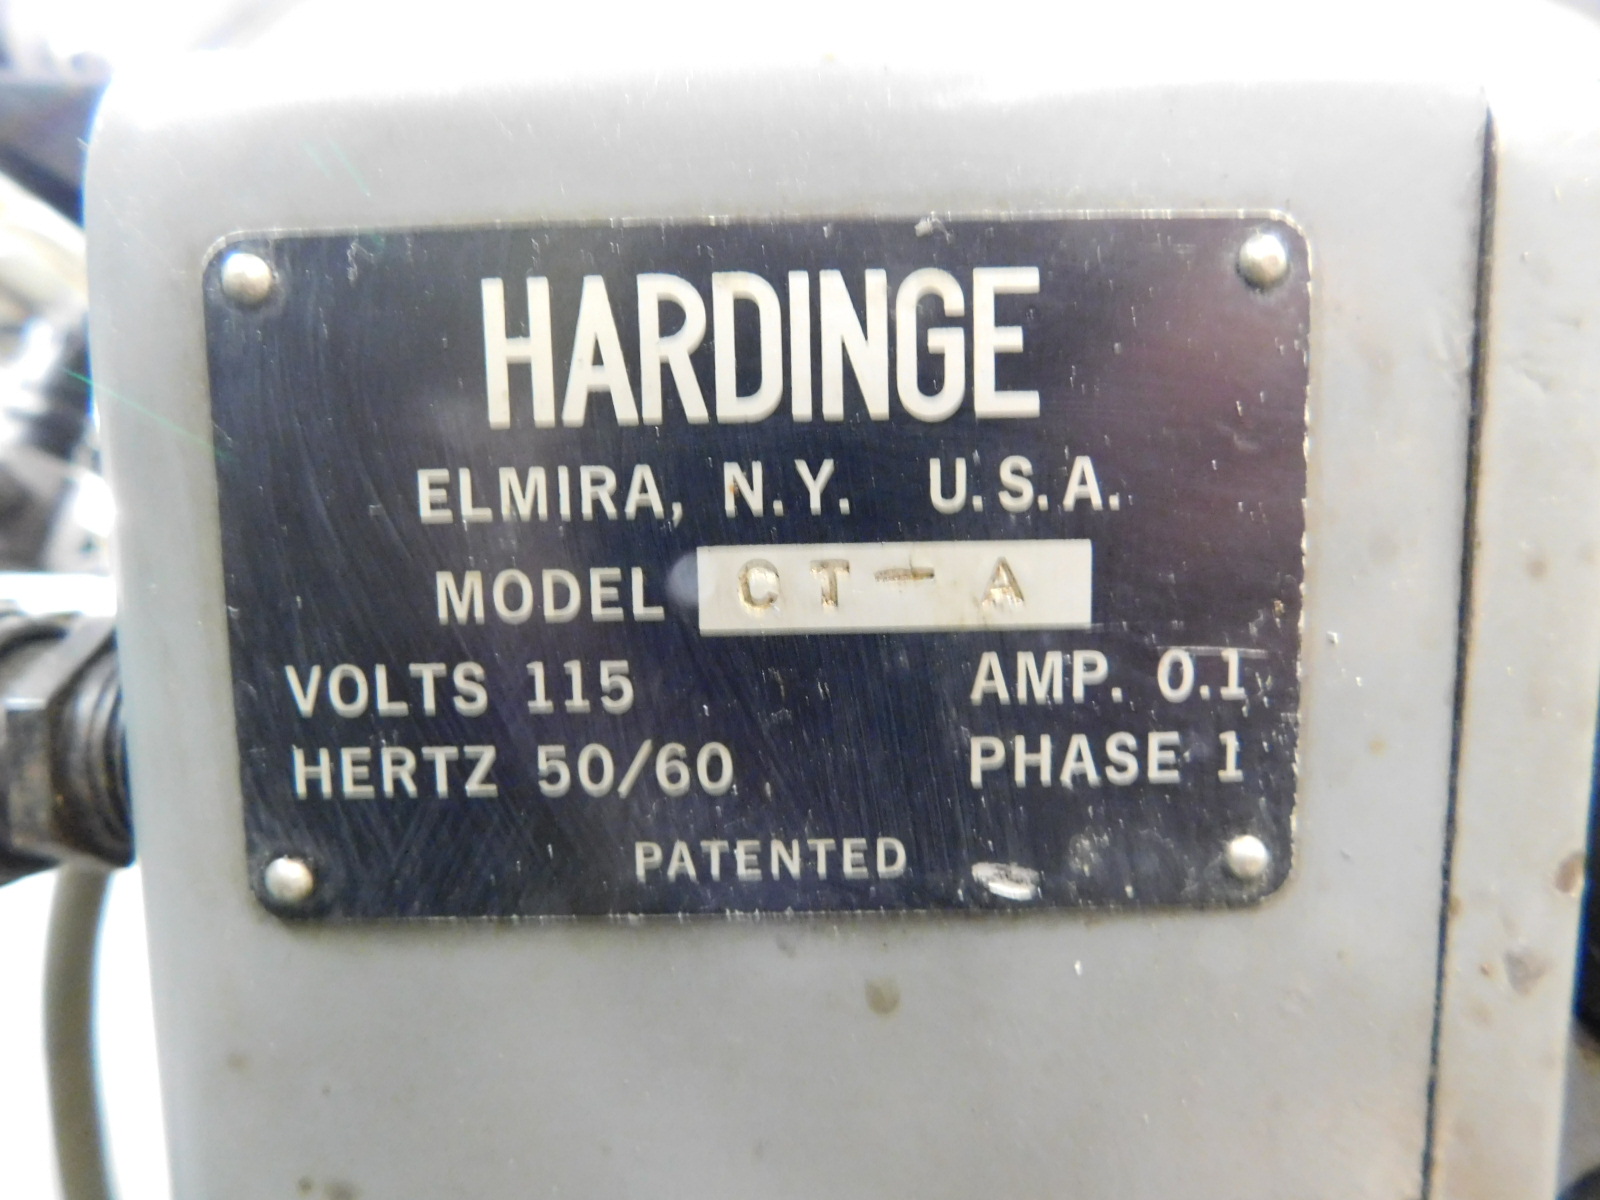 HARDINGE
ELMIRA, N.Y. U.S.A.
MODEL CT-A
VOLTS 115 AMP. 0.1
HERTZ 50/60 PHASE 1
PATENTED